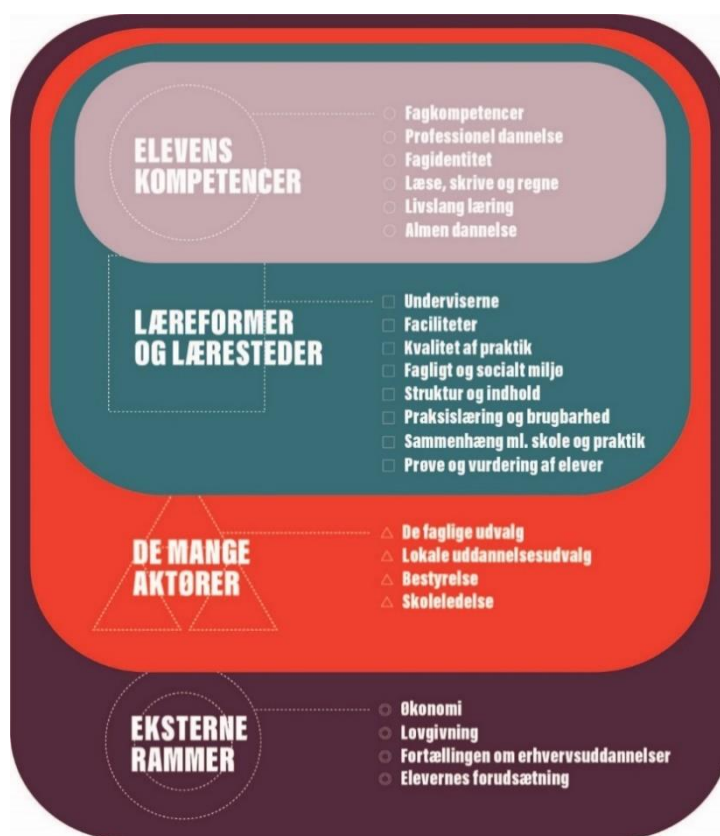 ELEVENS
KOMPETENCER
Fagkompetencer
Professionel dannelse
Fagidentitet
Læse, skrive og regne
Livslang læring
Almen dannelse
LÆREFORMER
OG LÆRESTEDER
Underviserne
Faciliteter
Kvalitet af praktik
Fagligt og socialt miljø
Struktur og indhold
Praksislæring og brugbarhed
Sammenhæng ml. skole og praktik
Prøve og vurdering af elever
DE MANGE
AKTØRER
De faglige udvalg
Lokale uddannelsesudvalg
Bestyrelse
Skoleledelse
EKSTERNE
RAMMER
Økonomi
Lovgivning
Fortællingen om erhvervsuddannelser
Elevernes forudsætning